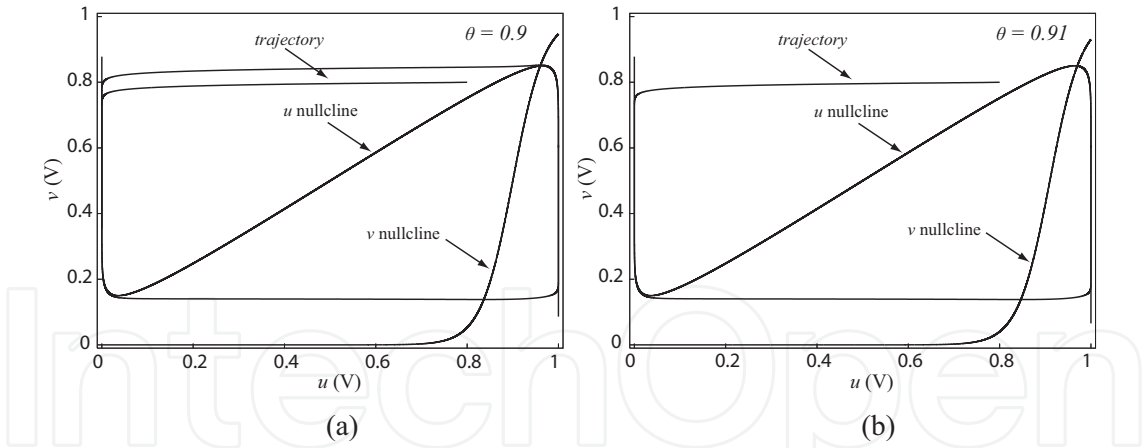 θ = 0.9
trajectory
u nullcline
v nullcline
v (V)
1
0.8
0.6
0.4
0.2
0
0
0.2
0.4
0.6
0.8
1
u (V)
(a)
θ = 0.91
trajectory
u nullcline
v nullcline
v (V)
1
0.8
0.6
0.4
0.2
0
0
0.2
0.4
0.6
0.8
1
u (V)
(b)
IntechOpen